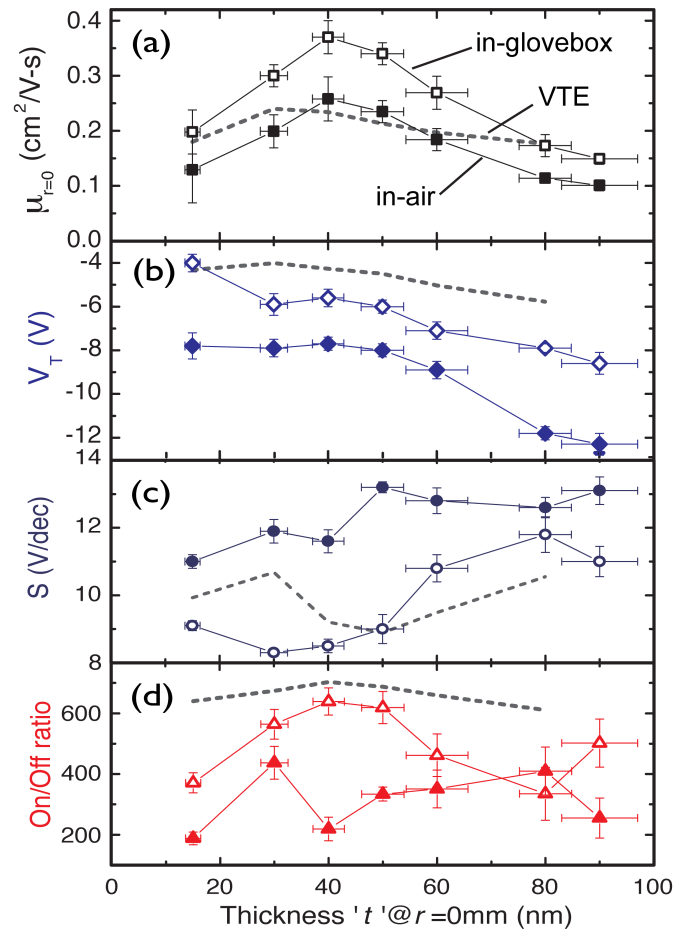 (a)
in-glovebox
VTE
in-air
μr=0 (cm²/V-s)
0.4
0.3
0.2
0.1
0.0
(b)
VT (V)
-4
-6
-8
-10
-12
(c)
S (V/dec)
14
12
10
8
(d)
On/Off ratio
600
400
200
0 20 40 60 80 100
Thickness 't'@r=0mm (nm)